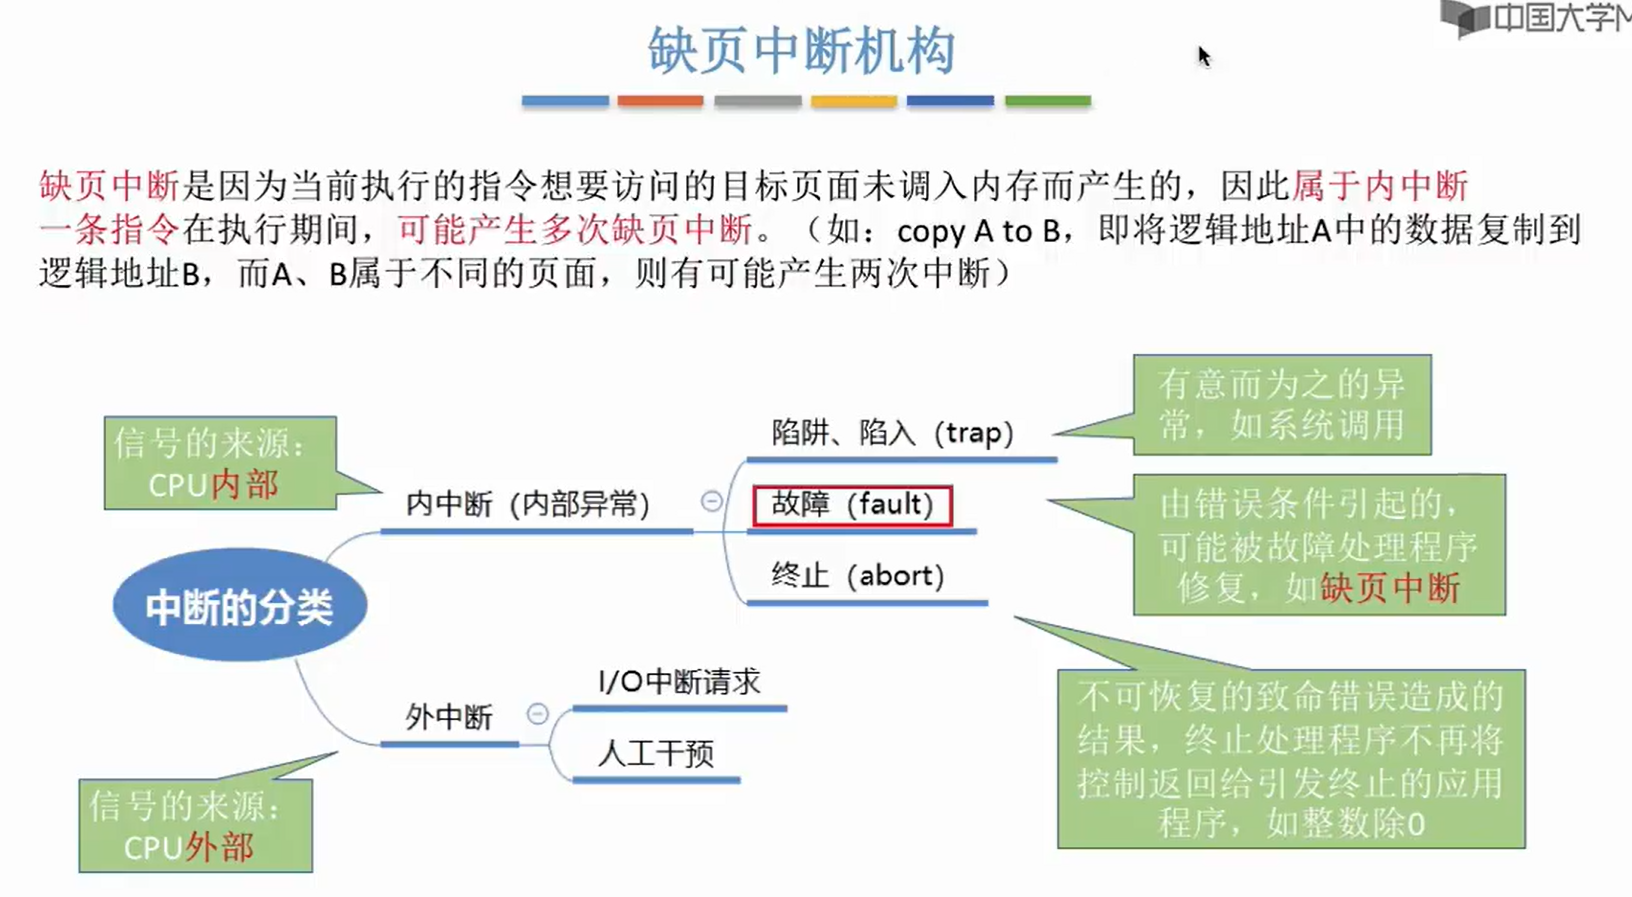 中国大学M
缺页中断机构
缺页中断是因为当前执行的指令想要访问的目标页面未调入内存而产生的，因此属于内中断
一条指令在执行期间，可能产生多次缺页中断。（如：copy A to B，即将逻辑地址A中的数据复制到
逻辑地址B，而A、B属于不同的页面，则有可能产生两次中断）
有意而为之的异
常，如系统调用
信号的来源：
CPU内部
陷阱、陷入（trap）
内中断（内部异常）
故障（fault）
由错误条件引起的，
可能被故障处理程序
修复，如缺页中断
终止（abort）
中断的分类
I/O中断请求
外中断
人工干预
不可恢复的致命错误造成的
结果，终止处理程序不再将
控制返回给引发终止的应用
程序，如整数除0
信号的来源：
CPU外部